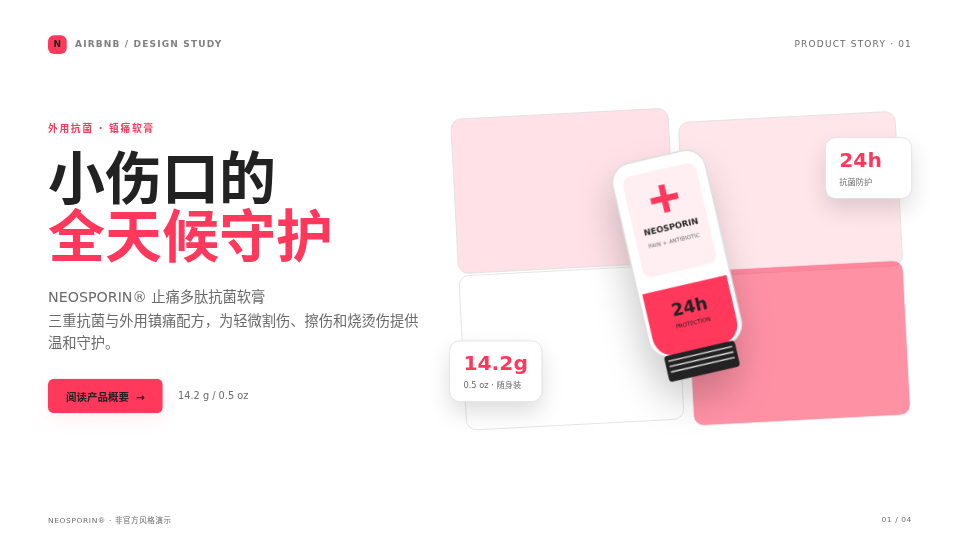 N AIRBNB / DESIGN STUDY
PRODUCT STORY · 01
外用抗菌 · 镇痛软膏
小伤口的
全天候守护
NEOSPORIN® 止痛多肽抗菌软膏
三重抗菌与外用镇痛配方，为轻微割伤、擦伤和烧烫伤提供
温和守护。
阅读产品概要 →
14.2 g / 0.5 oz
24h
抗菌防护
NEOSPORIN
PAIN + ANTIBIOTIC
24h
PROTECTION
14.2g
0.5 oz · 随身装
NEOSPORIN® · 非官方风格演示
01 / 04